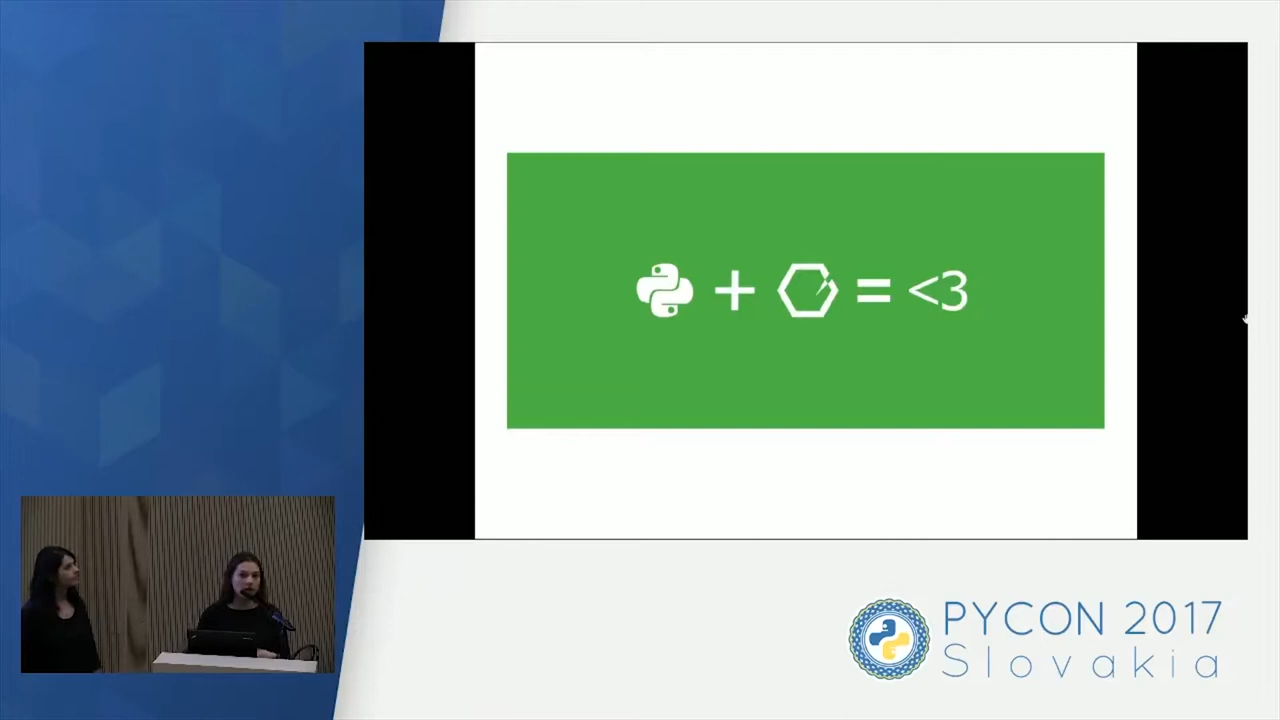 + = <3
PYCON 2017
Slovakia